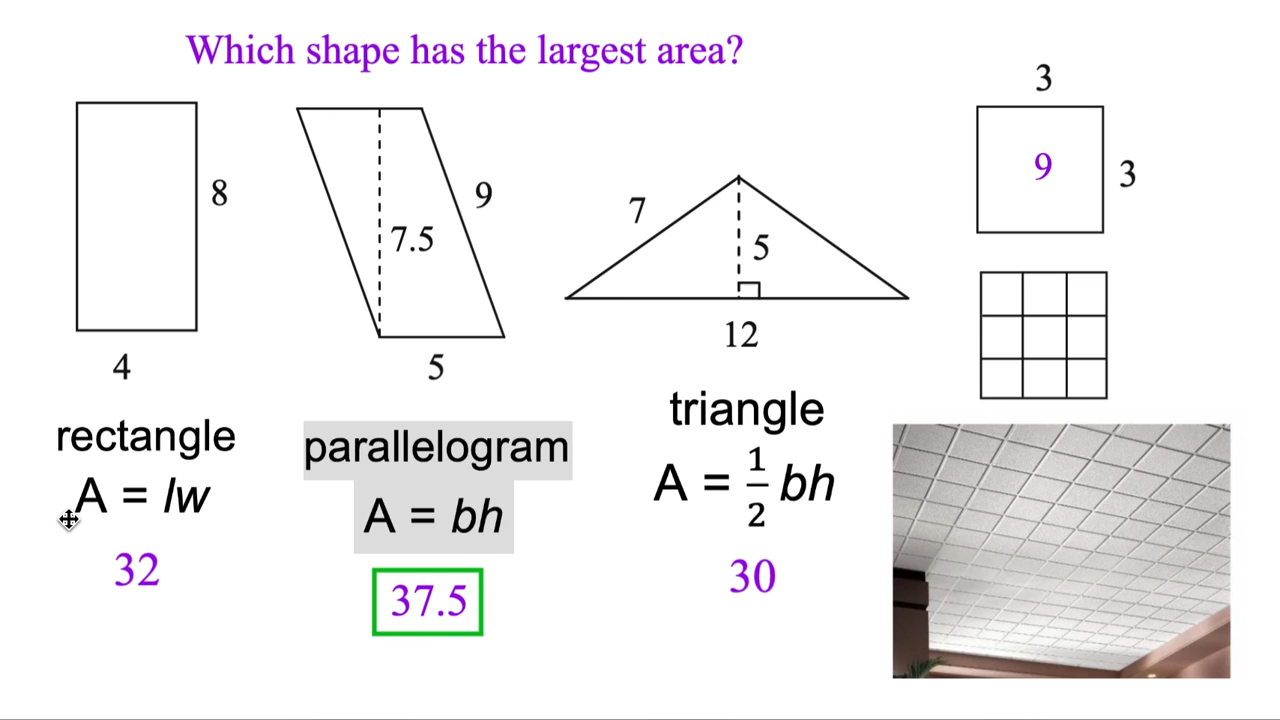 Which shape has the largest area?
8
4
rectangle
A = lw
32
7.5
9
5
parallelogram
A = bh
37.5
7
5
12
triangle
A = 1/2 bh
30
3
9
3